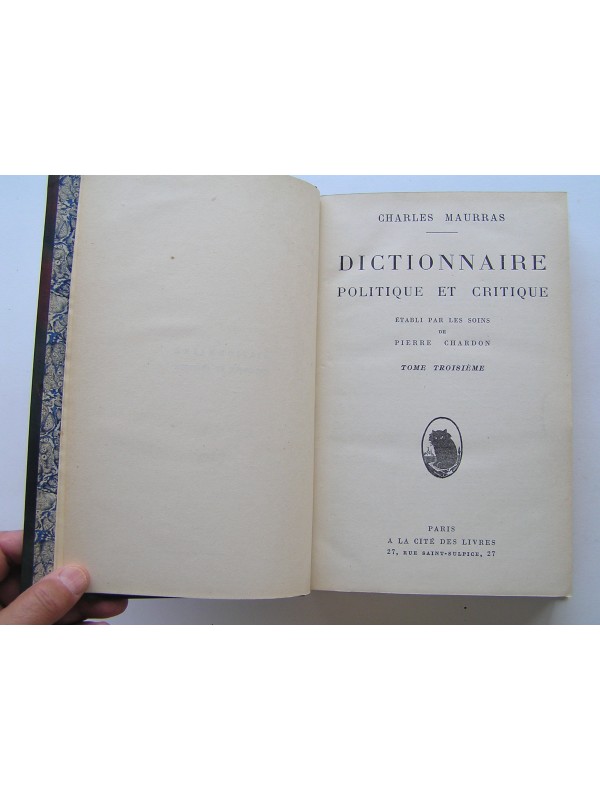 CHARLES MAURRAS
DICTIONNAIRE
POLITIQUE ET CRITIQUE
ÉTABLI PAR LES SOINS
DE
PIERRE CHARDON
TOME TROISIÈME
PARIS
A LA CITÉ DES LIVRES
27, RUE SAINT-SULPICE, 27